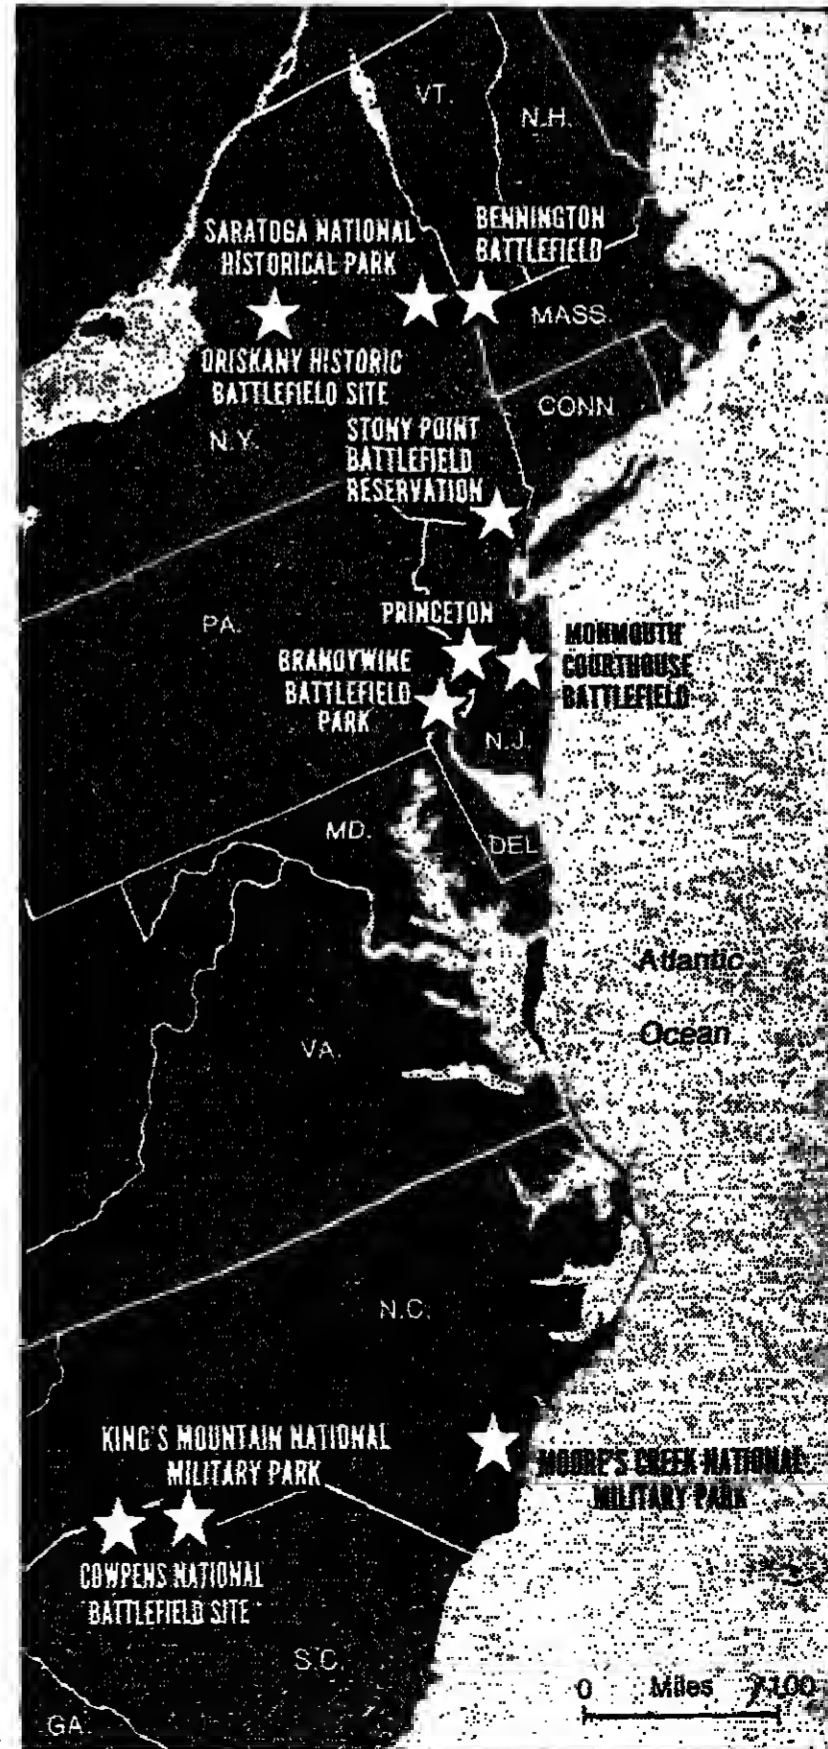 VT.
N.H.
SARATOGA NATIONAL
HISTORICAL PARK
BENNINGTON
BATTLEFIELD
MASS.
ORISKANY HISTORIC
BATTLEFIELD SITE
CONN.
N.Y.
STONY POINT
BATTLEFIELD
RESERVATION
PA.
PRINCETON
MONMOUTH
COURTHOUSE
BATTLEFIELD
BRANDYWINE
BATTLEFIELD
PARK
N.J.
MD.
DEL.
Atlantic
Ocean
VA.
N.C.
KING'S MOUNTAIN NATIONAL
MILITARY PARK
MOORE'S CREEK NATIONAL
MILITARY PARK
COWPENS NATIONAL
BATTLEFIELD SITE
S.C.
0 Miles 100
GA.